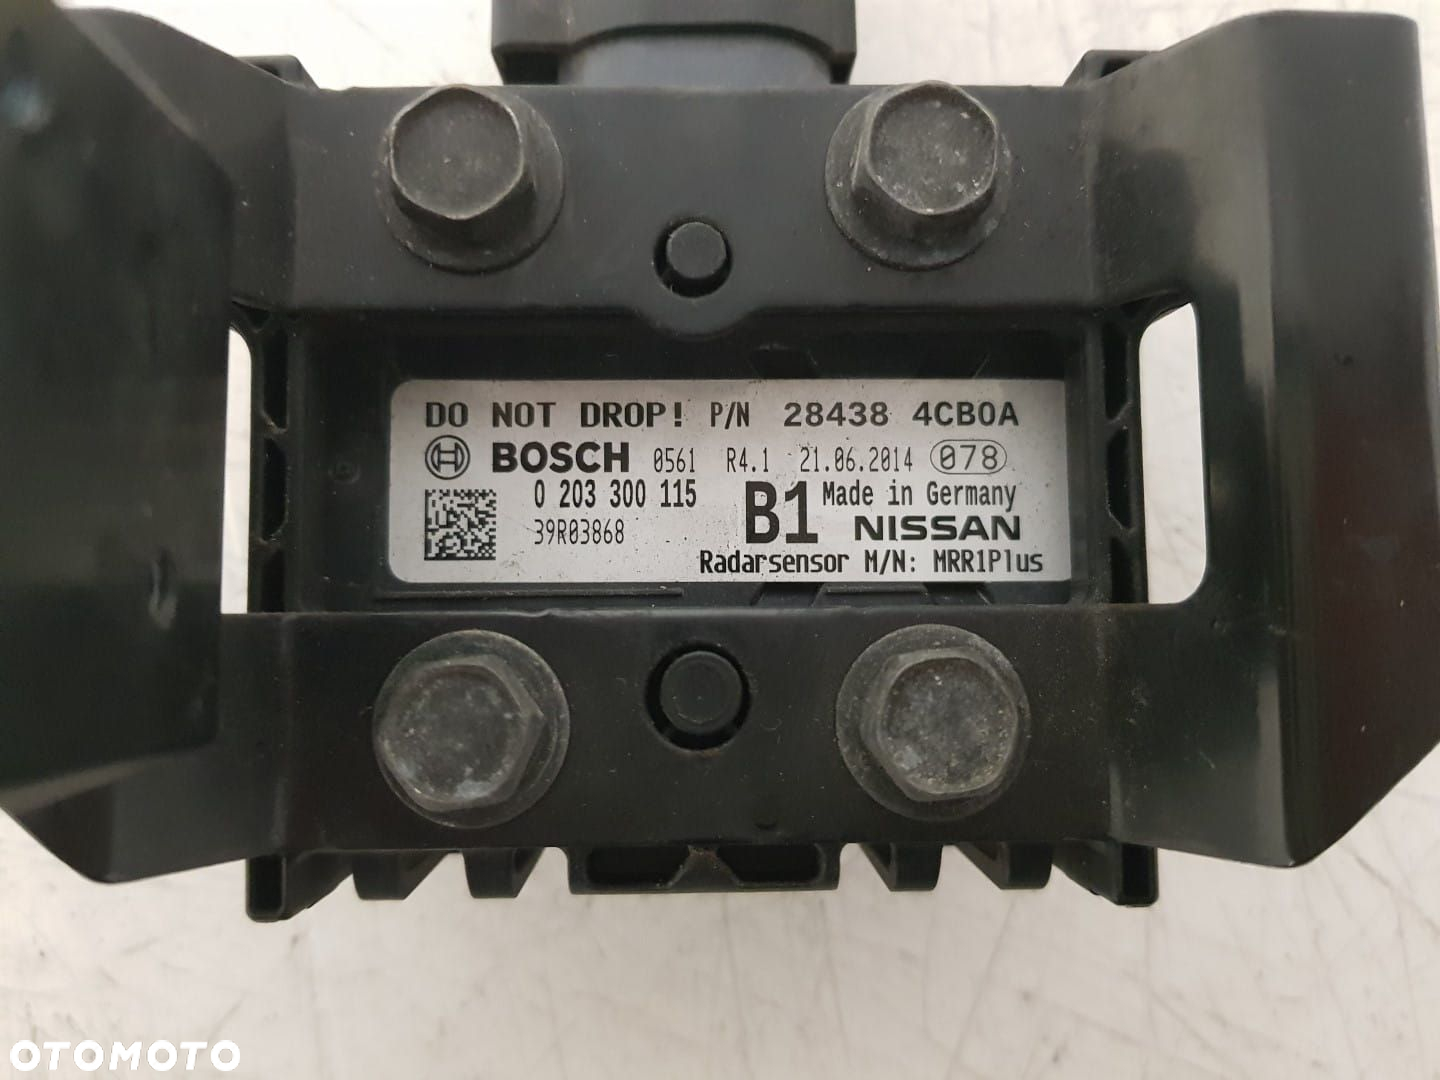 DO NOT DROP! P/N 28438 4CB0A
BOSCH 0561 R4.1 21.06.2014 078
0 203 300 115 B1 Made in Germany
39R03868 NISSAN
Radarsensor M/N: MRR1Plus
OTOMOTO